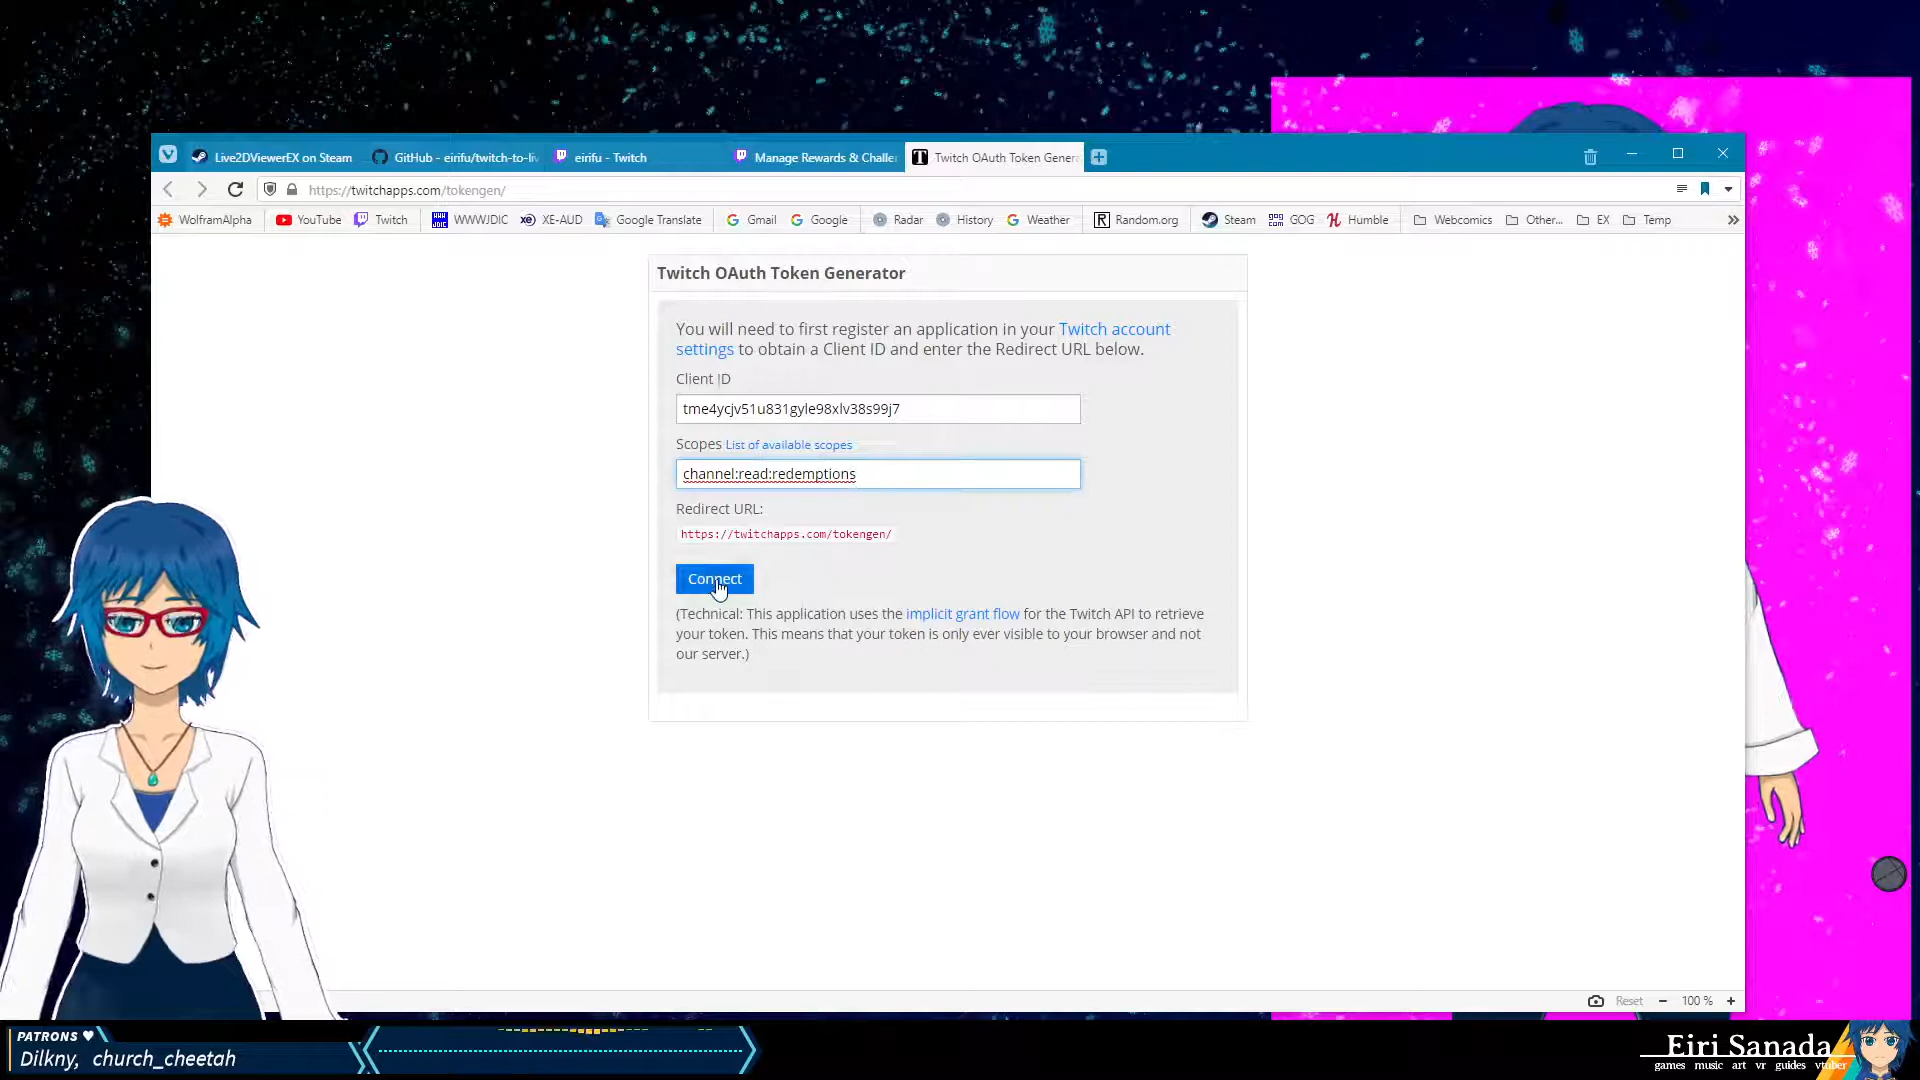 Live2DViewerEX on Steam
GitHub - eirifu/twitch-to-liv
eirifu - Twitch
Manage Rewards & Challe
Twitch OAuth Token Genera
https://twitchapps.com/tokengen/
WolframAlpha
YouTube
Twitch
WWWJDIC
XE-AUD
Google Translate
Gmail
Google
Radar
History
Weather
Random.org
Steam
GOG
Humble
Webcomics
Other...
EX
Temp
Twitch OAuth Token Generator
You will need to first register an application in your Twitch account
settings to obtain a Client ID and enter the Redirect URL below.
Client ID
tme4ycjv51u831gyle98xlv38s99j7
Scopes List of available scopes
channel:read:redemptions
Redirect URL:
https://twitchapps.com/tokengen/
Connect
(Technical: This application uses the implicit grant flow for the Twitch API to retrieve
your token. This means that your token is only ever visible to your browser and not
our server.)
Reset
100 %
PATRONS ♥
Dilkny, church_cheetah
Eiri Sanada
games music art vr guides vtuber